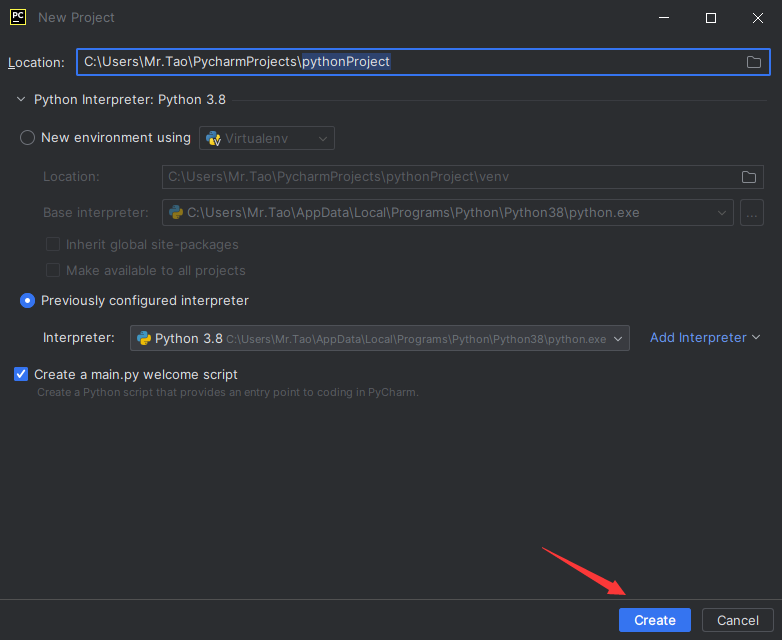 PC New Project
Location: C:\Users\Mr.Tao\PycharmProjects\pythonProject
Python Interpreter: Python 3.8
New environment using Virtualenv
Location: C:\Users\Mr.Tao\PycharmProjects\pythonProject\venv
Base interpreter: C:\Users\Mr.Tao\AppData\Local\Programs\Python\Python38\python.exe ...
Inherit global site-packages
Make available to all projects
Previously configured interpreter
Interpreter: Python 3.8 C:\Users\Mr.Tao\AppData\Local\Programs\Python\Python38\python.exe Add Interpreter
Create a main.py welcome script
Create a Python script that provides an entry point to coding in PyCharm.
Create Cancel